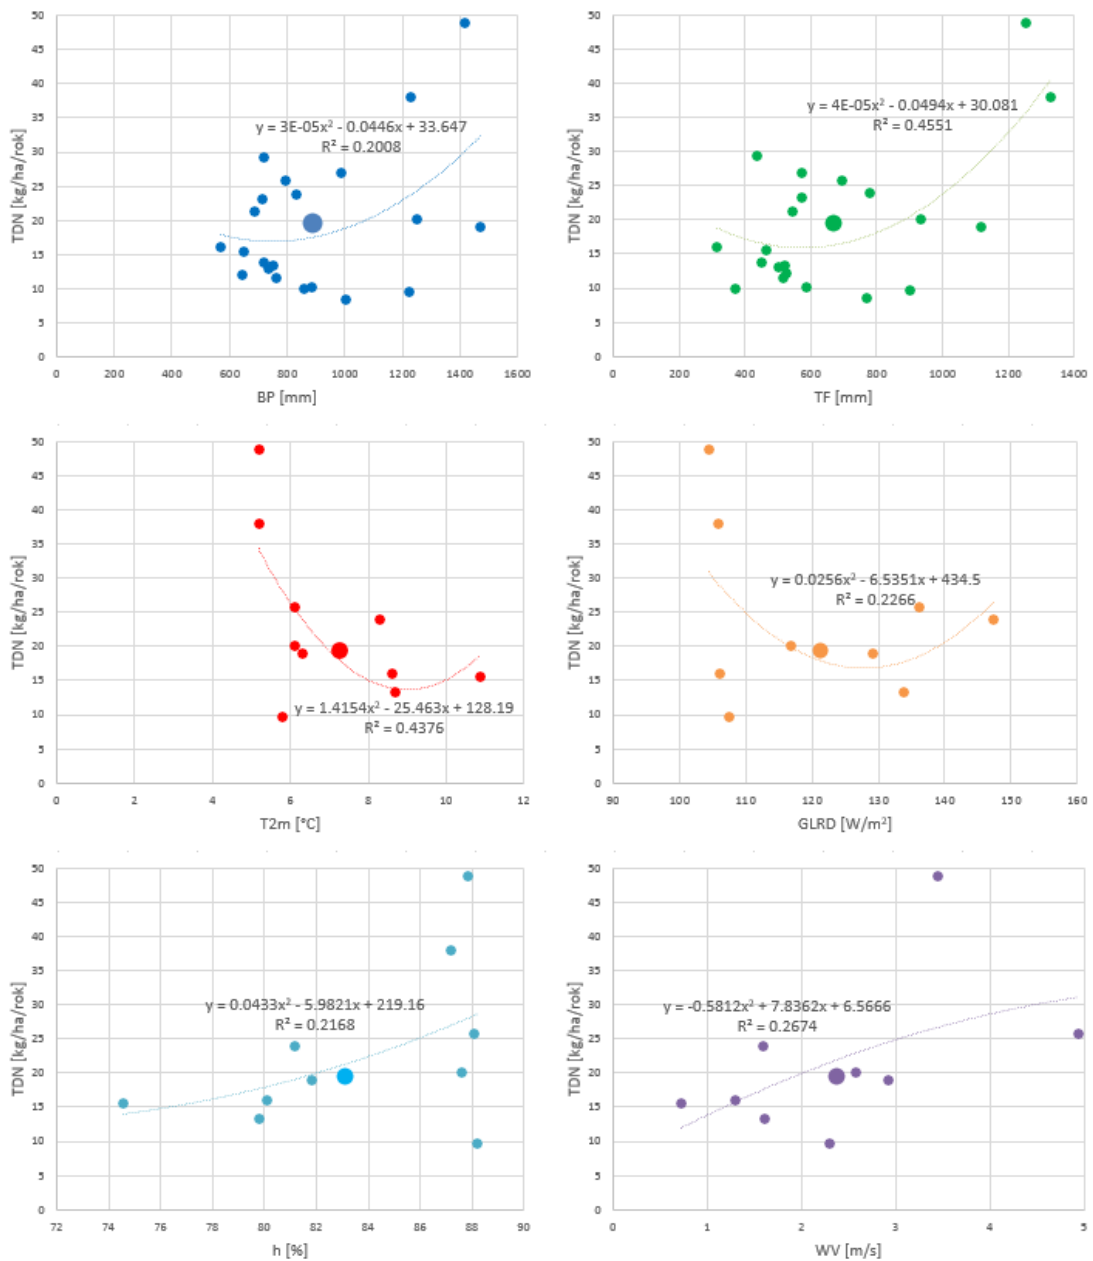 50
45
40
35
30
25
20
15
10
5
0
TDN [kg/ha/rok]
y = 3E-05x² - 0.0446x + 33.647
R² = 0.2008
0 200 400 600 800 1000 1200 1400 1600
BP [mm]
50
45
40
35
30
25
20
15
10
5
0
TDN [kg/ha/rok]
y = 4E-05x² - 0.0494x + 30.081
R² = 0.4551
0 200 400 600 800 1000 1200 1400
TF [mm]
50
45
40
35
30
25
20
15
10
5
0
TDN [kg/ha/rok]
y = 1.4154x² - 25.463x + 128.19
R² = 0.4376
0 2 4 6 8 10 12
T2m [°C]
50
45
40
35
30
25
20
15
10
5
0
TDN [kg/ha/rok]
y = 0.0256x² - 6.5351x + 434.5
R² = 0.2266
90 100 110 120 130 140 150 160
GLRD [W/m²]
50
45
40
35
30
25
20
15
10
5
0
TDN [kg/ha/rok]
y = 0.0433x² - 5.9821x + 219.16
R² = 0.2168
72 74 76 78 80 82 84 86 88 90
h [%]
50
45
40
35
30
25
20
15
10
5
0
TDN [kg/ha/rok]
y = -0.5812x² + 7.8362x + 6.5666
R² = 0.2674
0 1 2 3 4 5
WV [m/s]